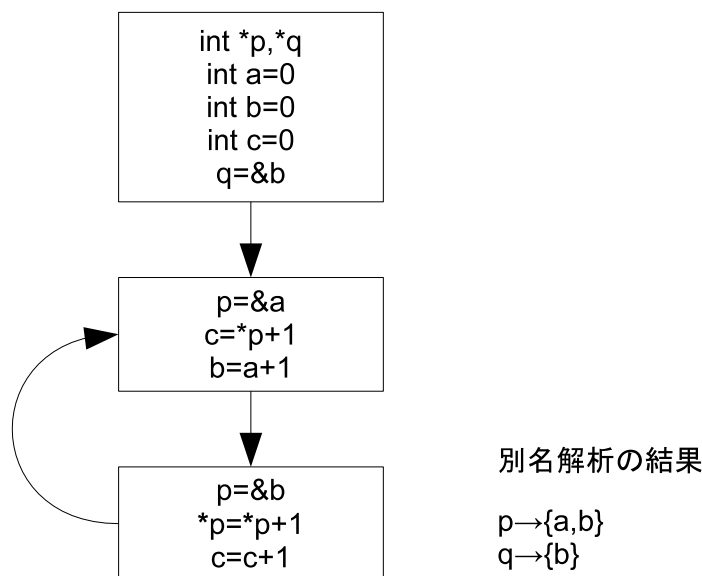 int *p,*q
int a=0
int b=0
int c=0
q=&b
p=&a
c=*p+1
b=a+1
p=&b
*p=*p+1
c=c+1
別名解析の結果
p→{a,b}
q→{b}